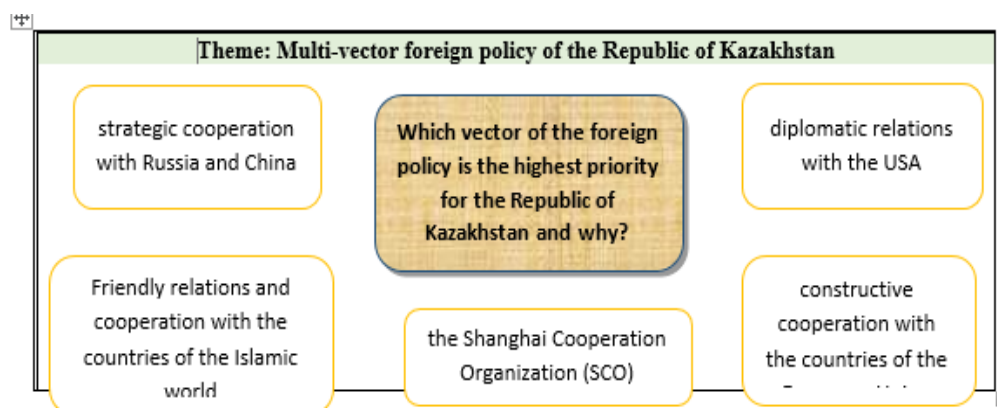 Theme: Multi-vector foreign policy of the Republic of Kazakhstan
strategic cooperation
with Russia and China
Which vector of the foreign
policy is the highest priority
for the Republic of
Kazakhstan and why?
diplomatic relations
with the USA
Friendly relations and
cooperation with the
countries of the Islamic
world
the Shanghai Cooperation
Organization (SCO)
constructive
cooperation with
the countries of the